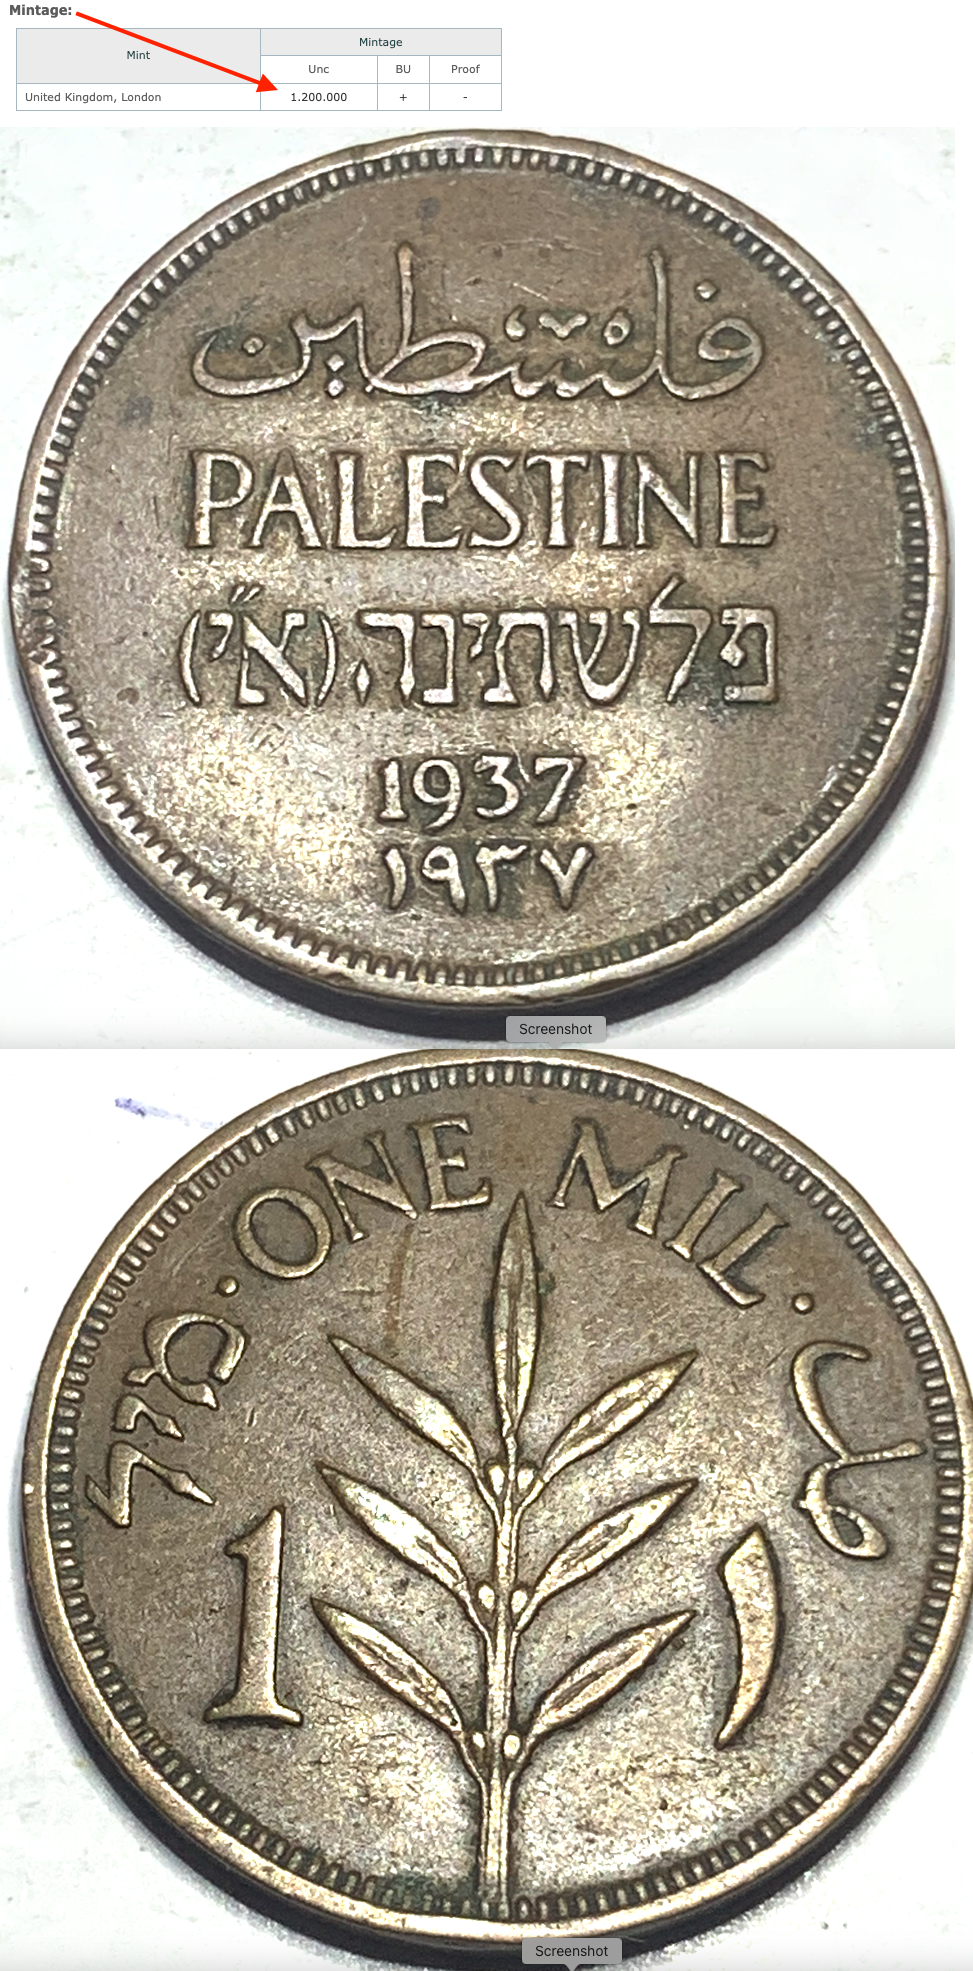 Mintage:
Mint
Mintage
Unc BU Proof
United Kingdom, London 1.200.000 + -
فلسطين
PALESTINE
פלשתינה (א״י)
1937
١٩٣٧
Screenshot
· ONE MIL ·
מיל
مل
1 ١
Screenshot